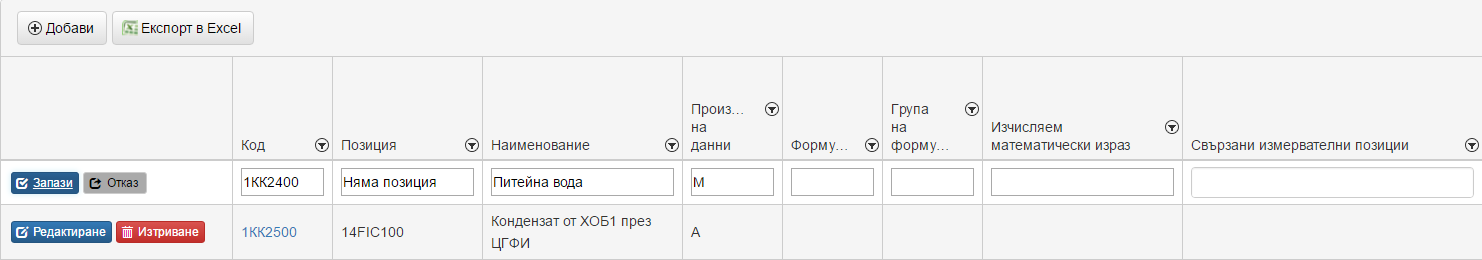 Добави Експорт в Excel
Код
Позиция
Наименование
Произ...
на
данни
Форму...
Група
на
форму...
Изчисляем
математически израз
Свързани измервателни позиции
Запази Отказ 1КК2400 Няма позиция Питейна вода М
Редактиране Изтриване 1КК2500 14FIC100 Кондензат от ХОБ1 през
ЦГФИ
А